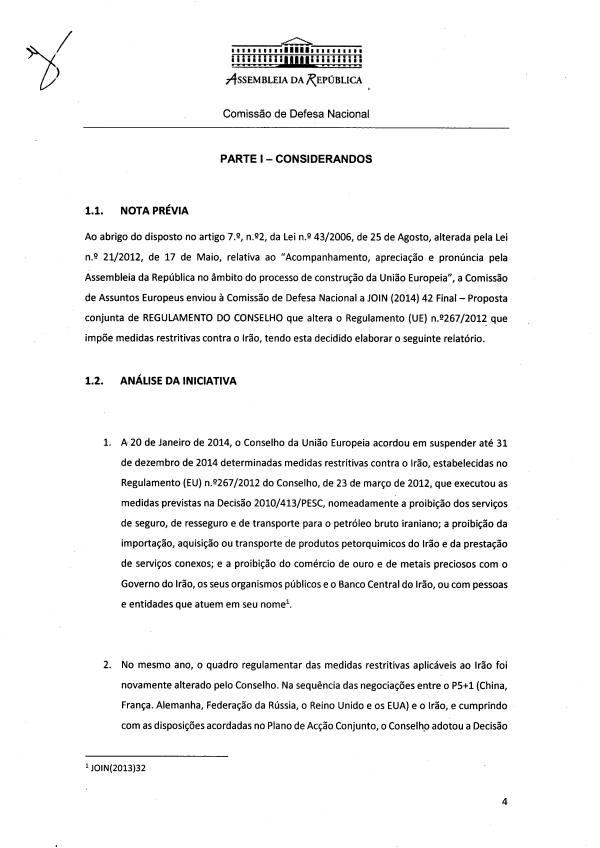 ASSEMBLEIA DA REPÚBLICA
Comissão de Defesa Nacional
PARTE I – CONSIDERANDOS
1.1. NOTA PRÉVIA
Ao abrigo do disposto no artigo 7.º, n.º2, da Lei n.º 43/2006, de 25 de Agosto, alterada pela Lei
n.º 21/2012, de 17 de Maio, relativa ao "Acompanhamento, apreciação e pronúncia pela
Assembleia da República no âmbito do processo de construção da União Europeia", a Comissão
de Assuntos Europeus enviou à Comissão de Defesa Nacional a JOIN (2014) 42 Final – Proposta
conjunta de REGULAMENTO DO CONSELHO que altera o Regulamento (UE) n.º267/2012 que
impõe medidas restritivas contra o Irão, tendo esta decidido elaborar o seguinte relatório.
1.2. ANÁLISE DA INICIATIVA
1. A 20 de Janeiro de 2014, o Conselho da União Europeia acordou em suspender até 31
de dezembro de 2014 determinadas medidas restritivas contra o Irão, estabelecidas no
Regulamento (EU) n.º267/2012 do Conselho, de 23 de março de 2012, que executou as
medidas previstas na Decisão 2010/413/PESC, nomeadamente a proibição dos serviços
de seguro, de resseguro e de transporte para o petróleo bruto iraniano; a proibição da
importação, aquisição ou transporte de produtos petorquimicos do Irão e da prestação
de serviços conexos; e a proibição do comércio de ouro e de metais preciosos com o
Governo do Irão, os seus organismos públicos e o Banco Central do Irão, ou com pessoas
e entidades que atuem em seu nome¹.
2. No mesmo ano, o quadro regulamentar das medidas restritivas aplicáveis ao Irão foi
novamente alterado pelo Conselho. Na sequência das negociações entre o P5+1 (China,
França. Alemanha, Federação da Rússia, o Reino Unido e os EUA) e o Irão, e cumprindo
com as disposições acordadas no Plano de Acção Conjunto, o Conselho adotou a Decisão
¹ JOIN(2013)32
4